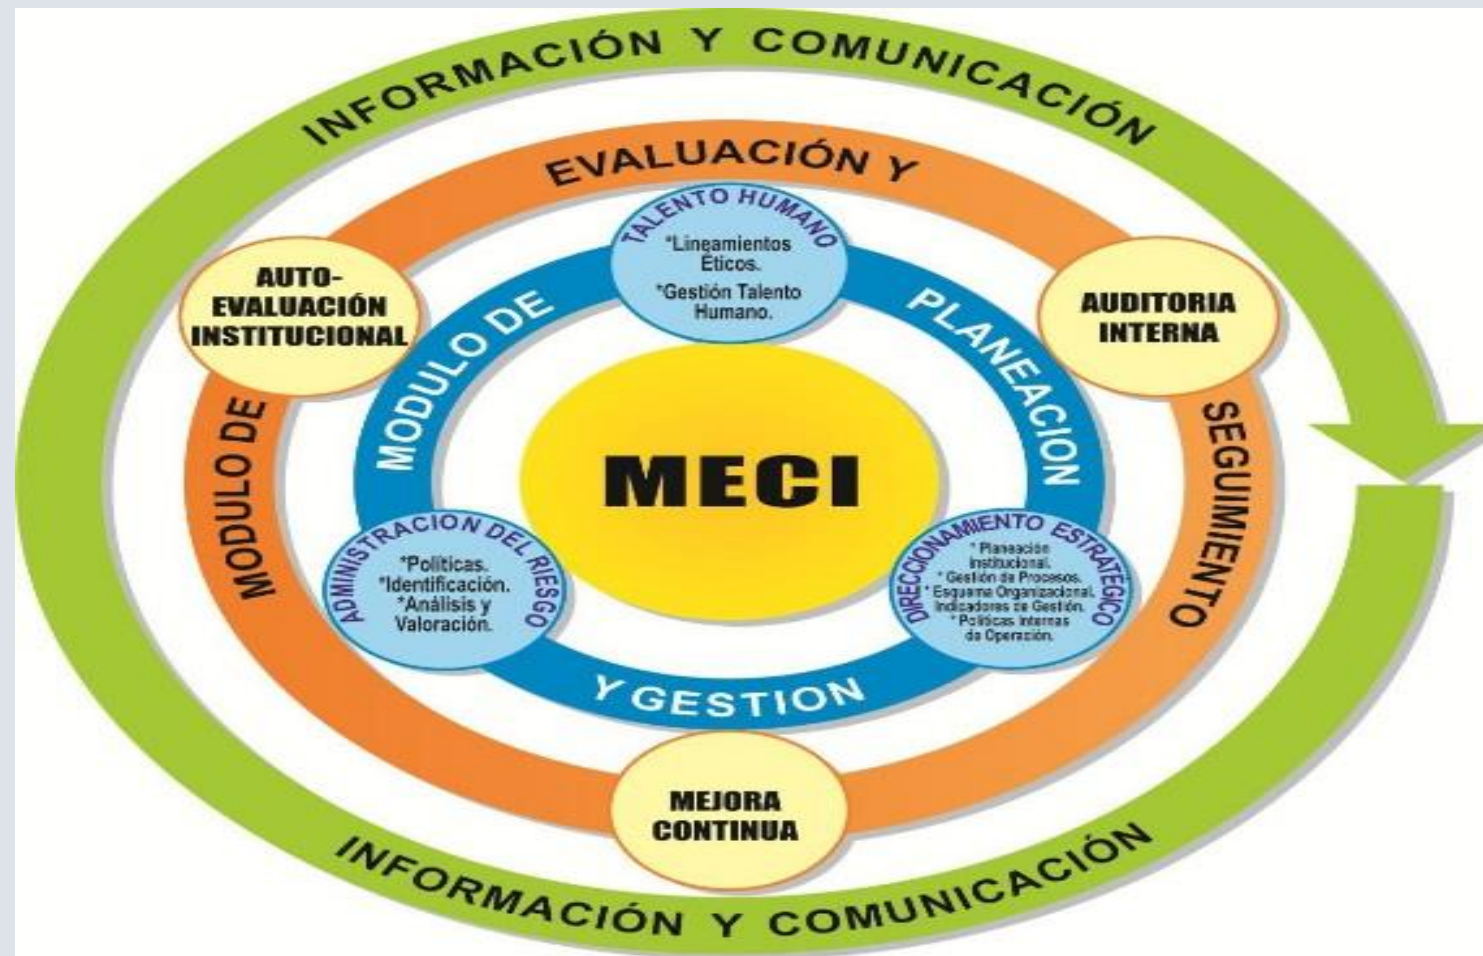 INFORMACIÓN Y COMUNICACIÓN
EVALUACIÓN Y
TALENTO HUMANO
*Lineamientos
Éticos.
*Gestión Talento
Humano.
AUTO-
EVALUACIÓN
INSTITUCIONAL
AUDITORIA
INTERNA
MODULO DE
PLANEACION
MECI
MODULO DE
SEGUIMIENTO
ADMINISTRACION DEL RIESGO
*Políticas.
*Identificación.
*Análisis y
Valoración.
DIRECCIONAMIENTO ESTRATEGICO
* Planeación
Institucional.
* Gestión de Procesos.
* Esquema Organizacional.
Indicadores de Gestión.
* Políticas Internas
de Operación.
Y GESTION
MEJORA
CONTINUA
INFORMACIÓN Y COMUNICACIÓN